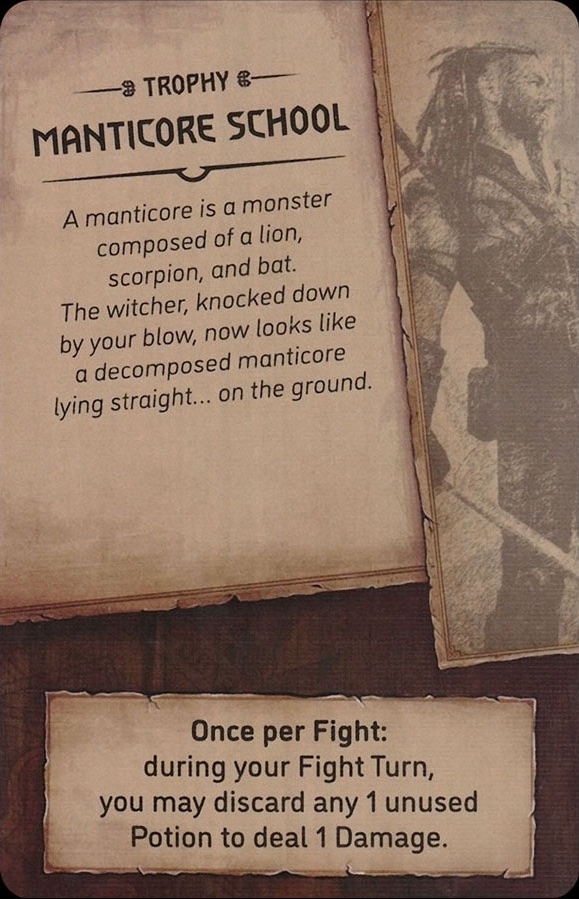 TROPHY
MANTICORE SCHOOL
A manticore is a monster
composed of a lion,
scorpion, and bat.
The witcher, knocked down
by your blow, now looks like
a decomposed manticore
lying straight... on the ground.
Once per Fight:
during your Fight Turn,
you may discard any 1 unused
Potion to deal 1 Damage.